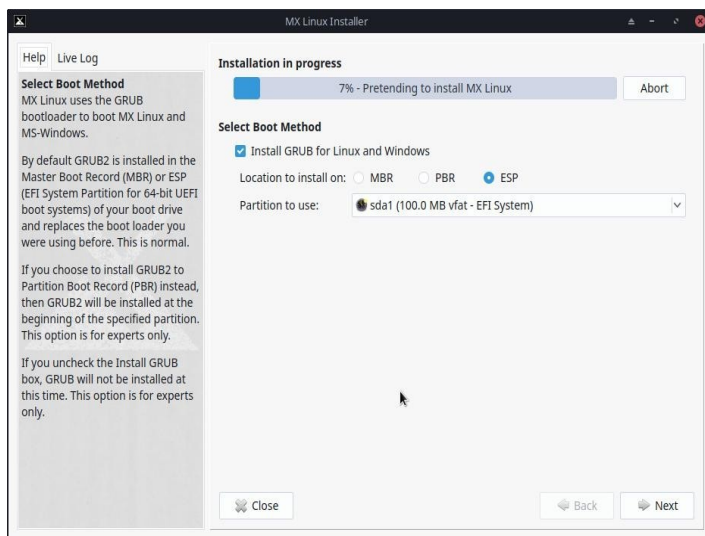 MX Linux Installer
Help
Live Log
Select Boot Method
MX Linux uses the GRUB
bootloader to boot MX Linux and
MS-Windows.
By default GRUB2 is installed in the
Master Boot Record (MBR) or ESP
(EFI System Partition for 64-bit UEFI
boot systems) of your boot drive
and replaces the boot loader you
were using before. This is normal.
If you choose to install GRUB2 to
Partition Boot Record (PBR) instead,
then GRUB2 will be installed at the
beginning of the specified partition.
This option is for experts only.
If you uncheck the Install GRUB
box, GRUB will not be installed at
this time. This option is for experts
only.
Installation in progress
7% - Pretending to install MX Linux
Abort
Select Boot Method
Install GRUB for Linux and Windows
Location to install on: MBR PBR ESP
Partition to use: sda1 (100.0 MB vfat - EFI System)
Close
Back
Next